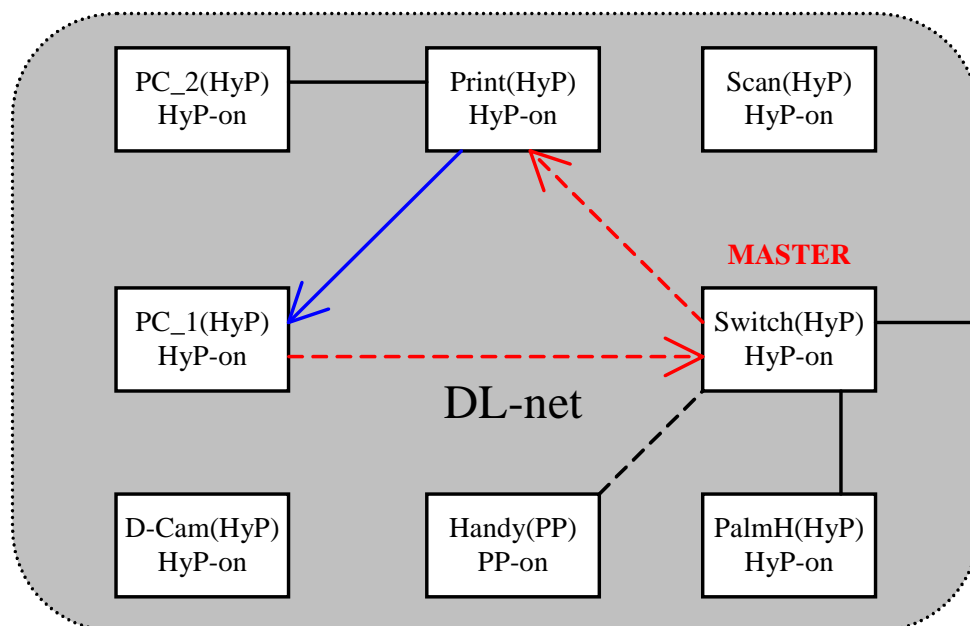 PC_2(HyP)
HyP-on
Print(HyP)
HyP-on
Scan(HyP)
HyP-on
MASTER
PC_1(HyP)
HyP-on
Switch(HyP)
HyP-on
DL-net
D-Cam(HyP)
HyP-on
Handy(PP)
PP-on
PalmH(HyP)
HyP-on